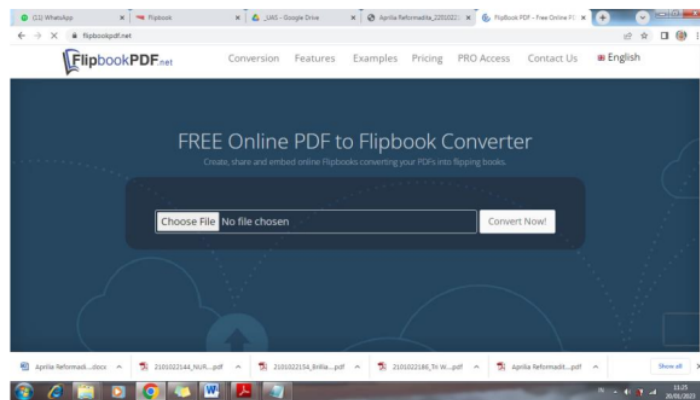 WhatsApp
Flipbook
_UAS - Google Drive
Aprilia Reformadita_
FlipBook PDF - Free Online
flipbookpdf.net
FlipbookPDF.net
Conversion Features Examples Pricing PRO Access Contact Us English
FREE Online PDF to Flipbook Converter
Create, share and embed online Flipbooks converting your PDFs into flipping books.
Choose File No file chosen
Convert Now!
Aprilia Reformadi....docx
2101022144_NUR....pdf
2101022154_Brillia....pdf
2101022180_Tri W....pdf
Aprilia Reformadit....pdf
Show all
11:25